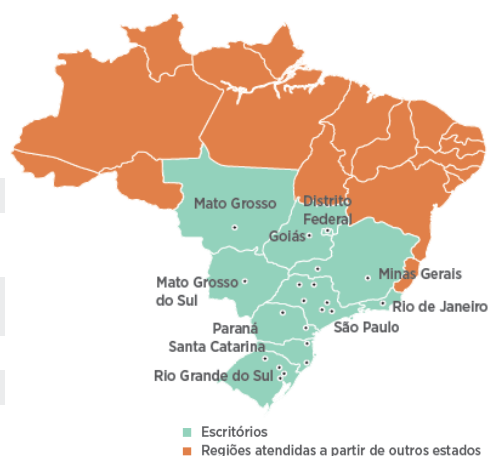 Mato Grosso
Distrito
Federal
Goiás
Minas Gerais
Mato Grosso
do Sul
Rio de Janeiro
Paraná
São Paulo
Santa Catarina
Rio Grande do Sul
Escritórios
Regiões atendidas a partir de outros estados